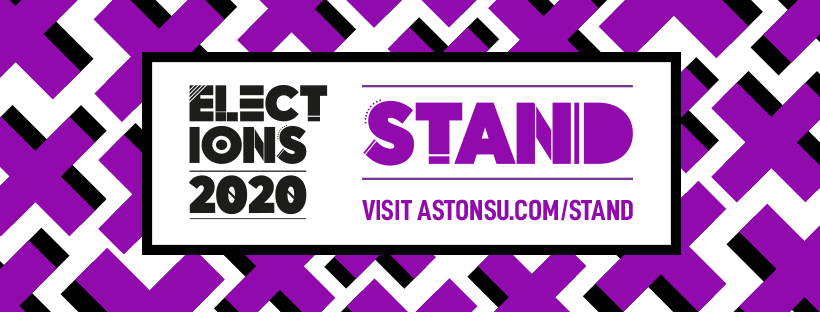 ELECT
IONS
2020
STAND
VISIT ASTONSU.COM/STAND